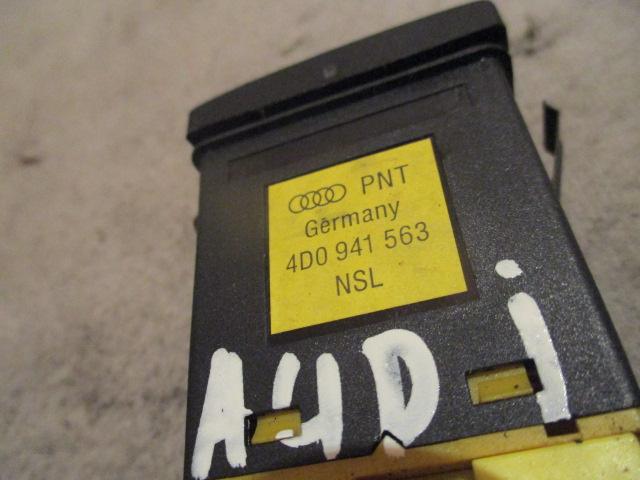 PNT
Germany
4D0 941 563
NSL
AUDi